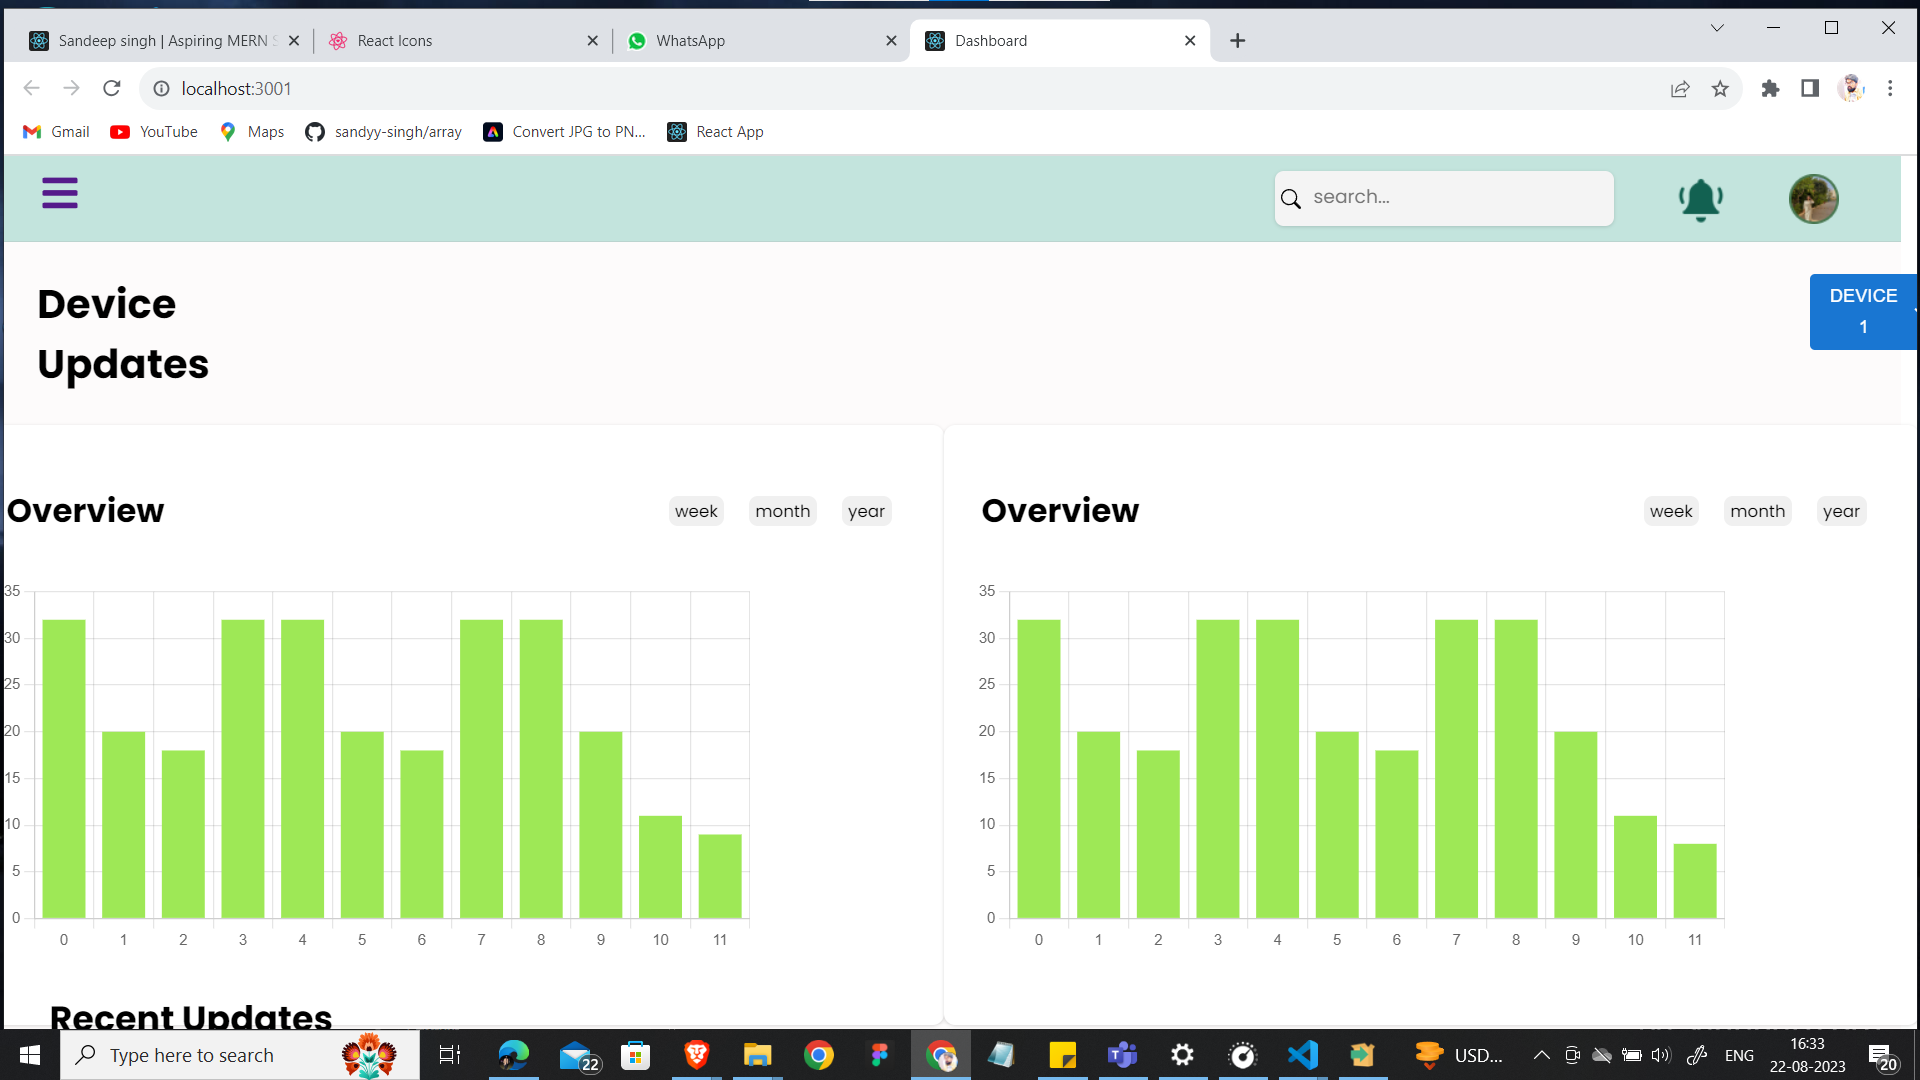 Sandeep singh | Aspiring MERN S
React Icons
WhatsApp
Dashboard
localhost:3001
Gmail
YouTube
Maps
sandyy-singh/array
Convert JPG to PN...
React App
search...
Device
Updates
DEVICE
1
Overview
week
month
year
35
30
25
20
15
10
5
0
0 1 2 3 4 5 6 7 8 9 10 11
Overview
week
month
year
35
30
25
20
15
10
5
0
0 1 2 3 4 5 6 7 8 9 10 11
Recent Updates
Type here to search
22
USD...
ENG
16:33
22-08-2023
20